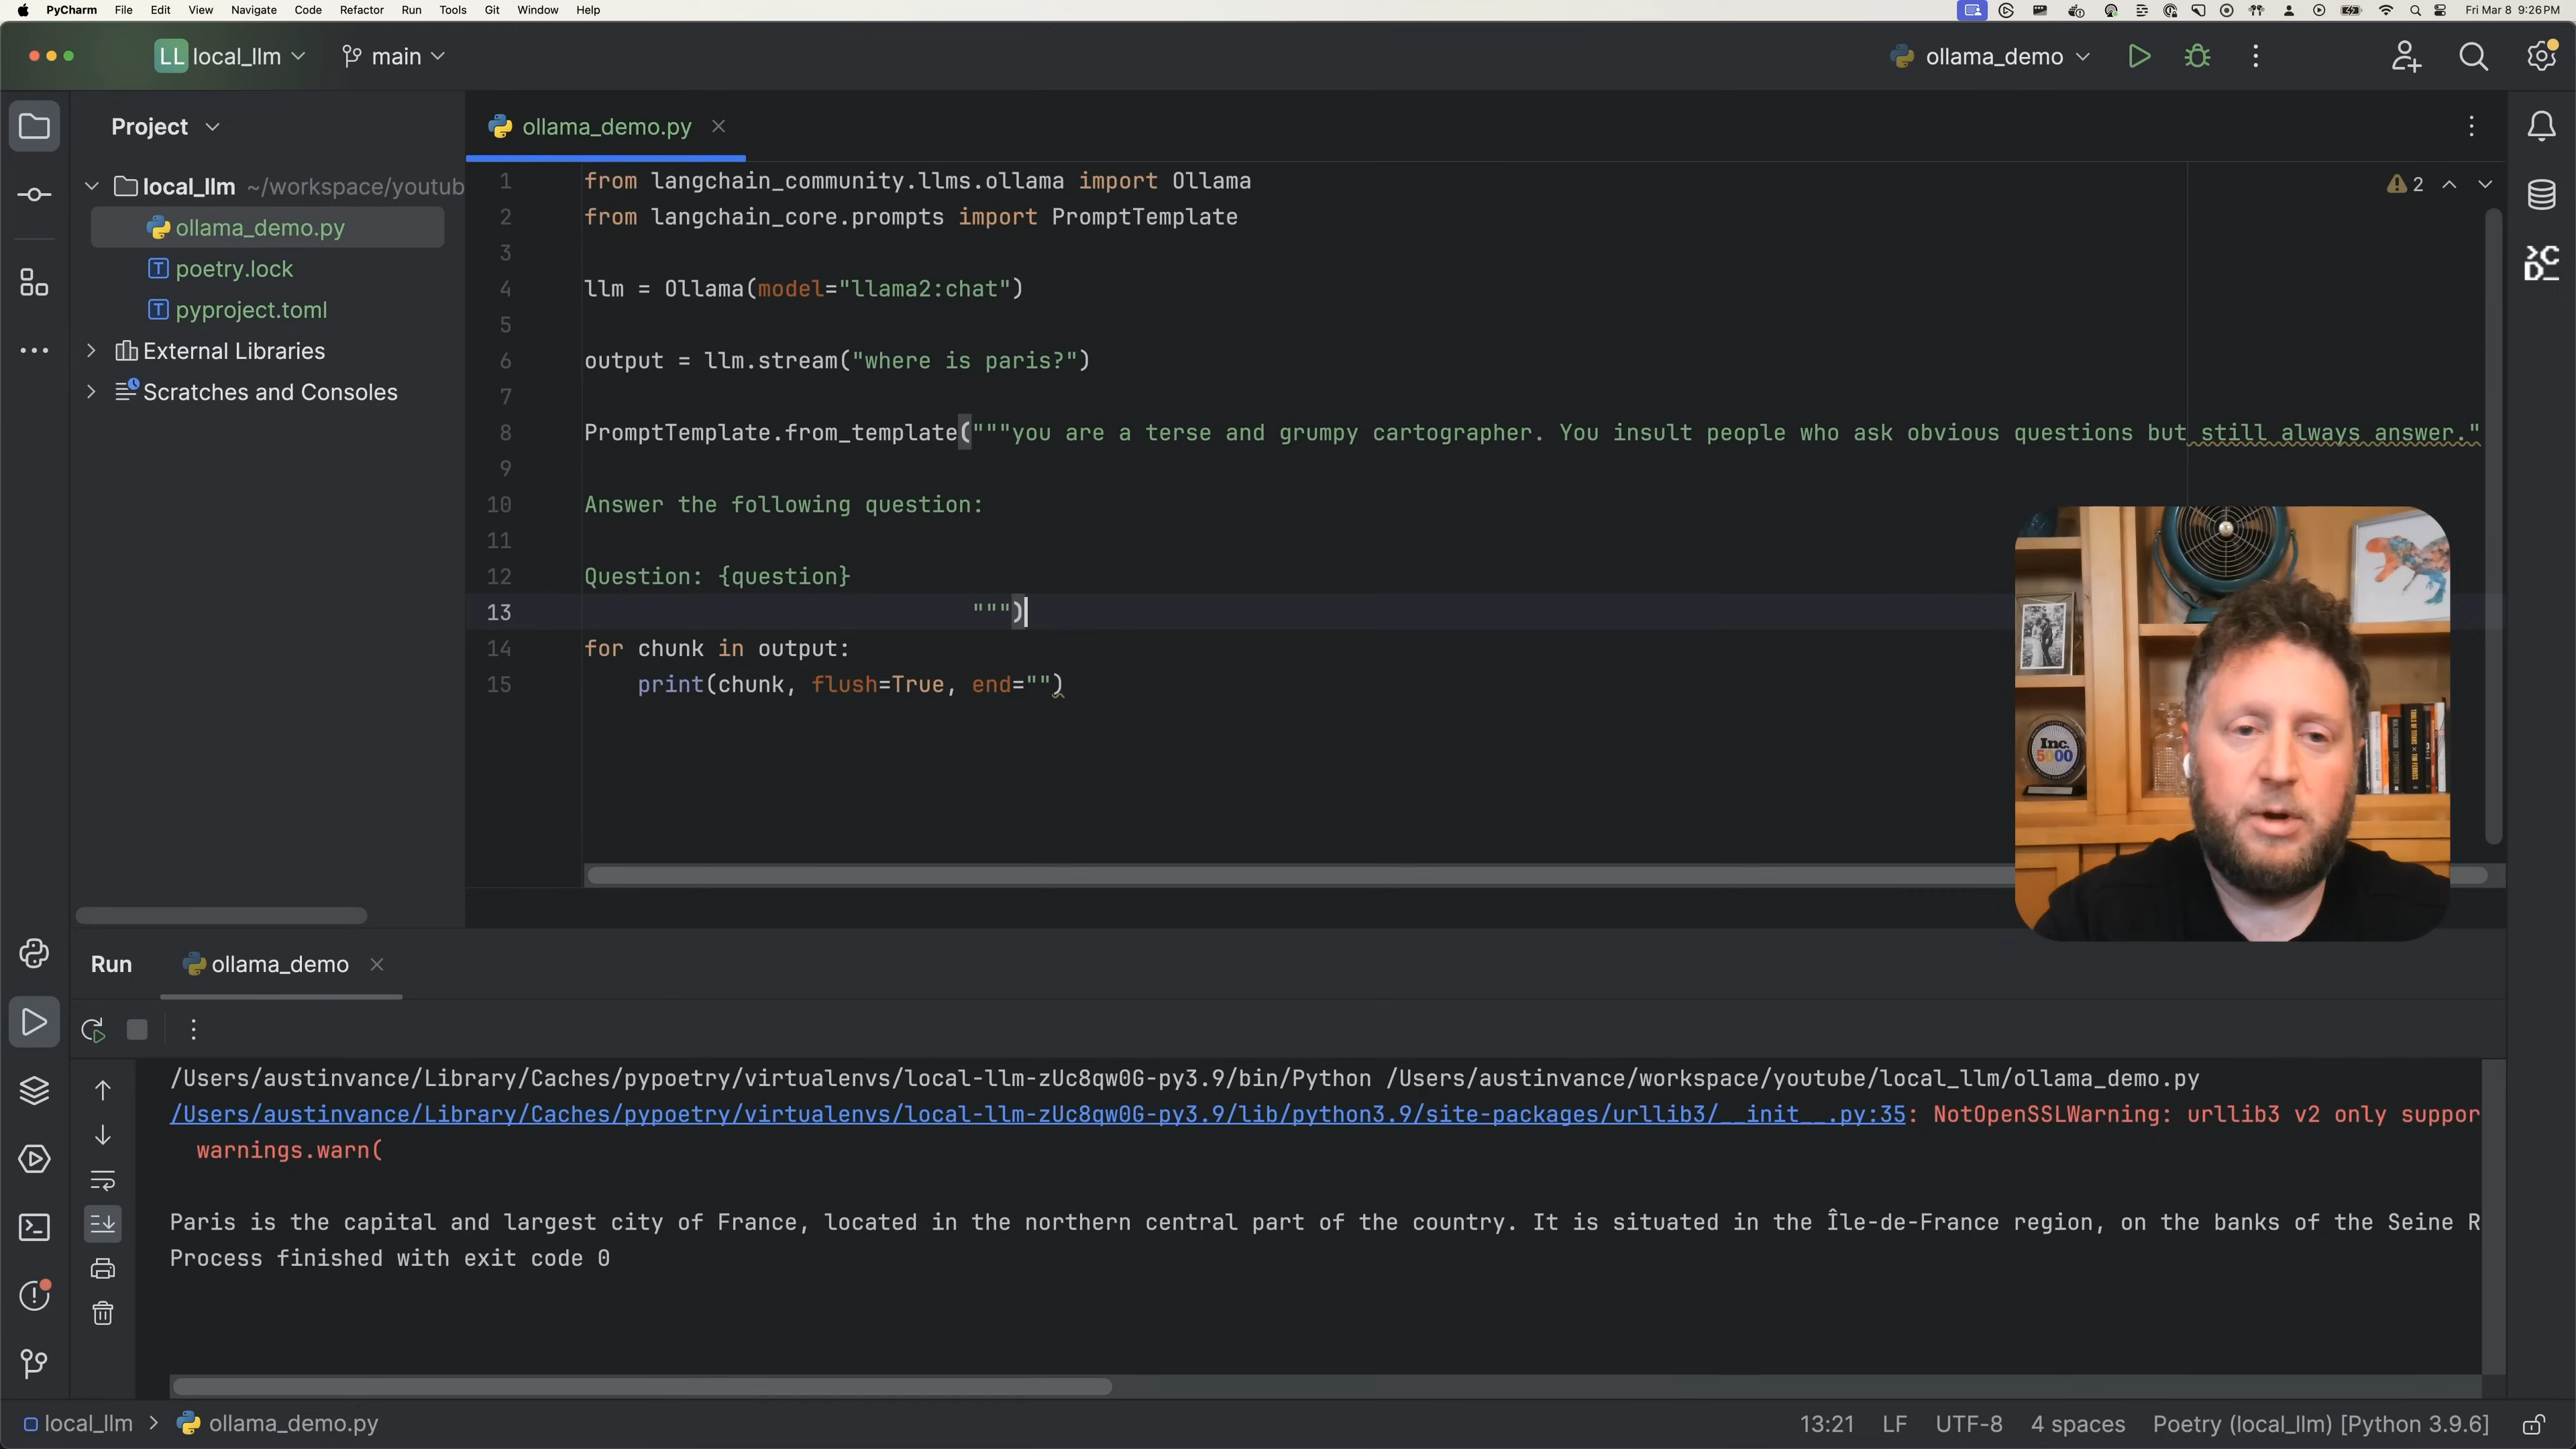 PyCharm File Edit View Navigate Code Refactor Run Tools Git Window Help Fri Mar 8 9:26 PM
LL local_llm main ollama_demo
Project
ollama_demo.py
local_llm ~/workspace/youtub
ollama_demo.py
poetry.lock
pyproject.toml
External Libraries
Scratches and Consoles
2
1 from langchain_community.llms.ollama import Ollama
2 from langchain_core.prompts import PromptTemplate
3
4 llm = Ollama(model="llama2:chat")
5
6 output = llm.stream("where is paris?")
7
8 PromptTemplate.from_template("""you are a terse and grumpy cartographer. You insult people who ask obvious questions but still always answer."
9
10 Answer the following question:
11
12 Question: {question}
13 """)
14 for chunk in output:
15 print(chunk, flush=True, end="")
Inc.
5000
Run ollama_demo
/Users/austinvance/Library/Caches/pypoetry/virtualenvs/local-llm-zUc8qw0G-py3.9/bin/Python /Users/austinvance/workspace/youtube/local_llm/ollama_demo.py
/Users/austinvance/Library/Caches/pypoetry/virtualenvs/local-llm-zUc8qw0G-py3.9/lib/python3.9/site-packages/urllib3/__init__.py:35: NotOpenSSLWarning: urllib3 v2 only suppor
warnings.warn(
Paris is the capital and largest city of France, located in the northern central part of the country. It is situated in the Île-de-France region, on the banks of the Seine R
Process finished with exit code 0
local_llm > ollama_demo.py
13:21 LF UTF-8 4 spaces Poetry (local_llm) [Python 3.9.6]